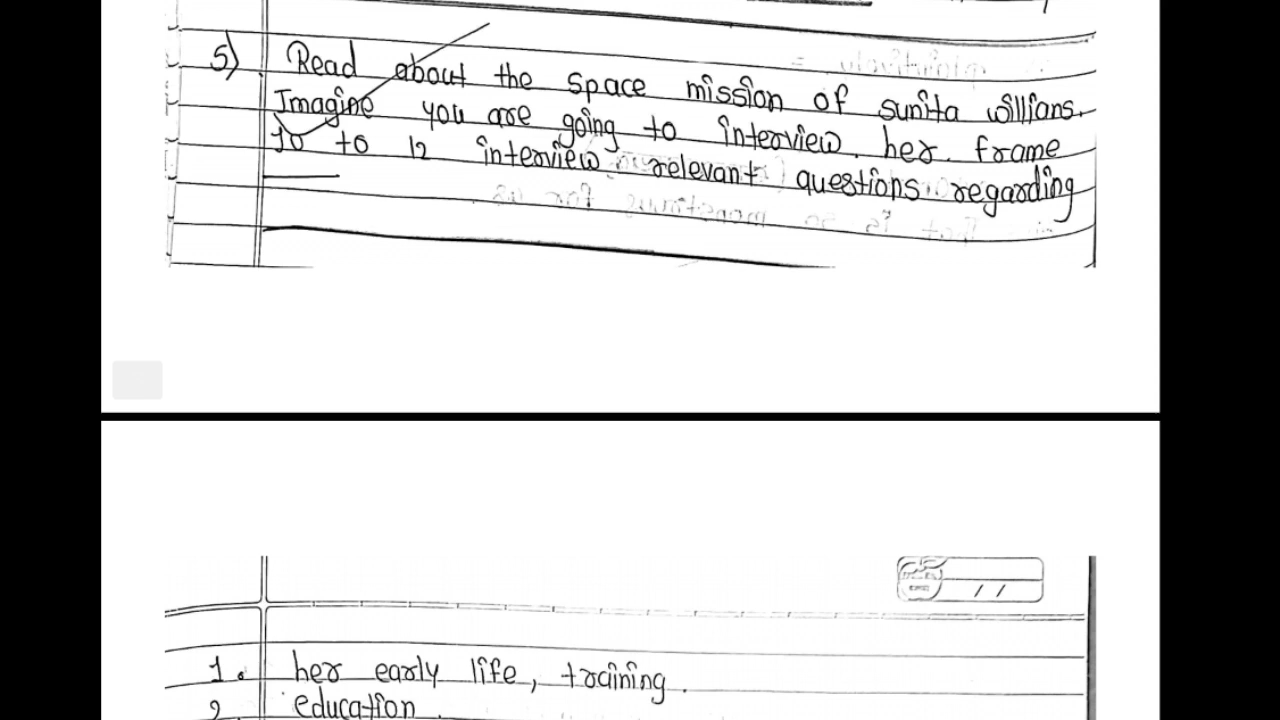 5) Read about the space mission of sunita willians.
Imagine you are going to interview her. frame
10 to 12 interview relevant questions regarding
1. her early life, training.
2 education.